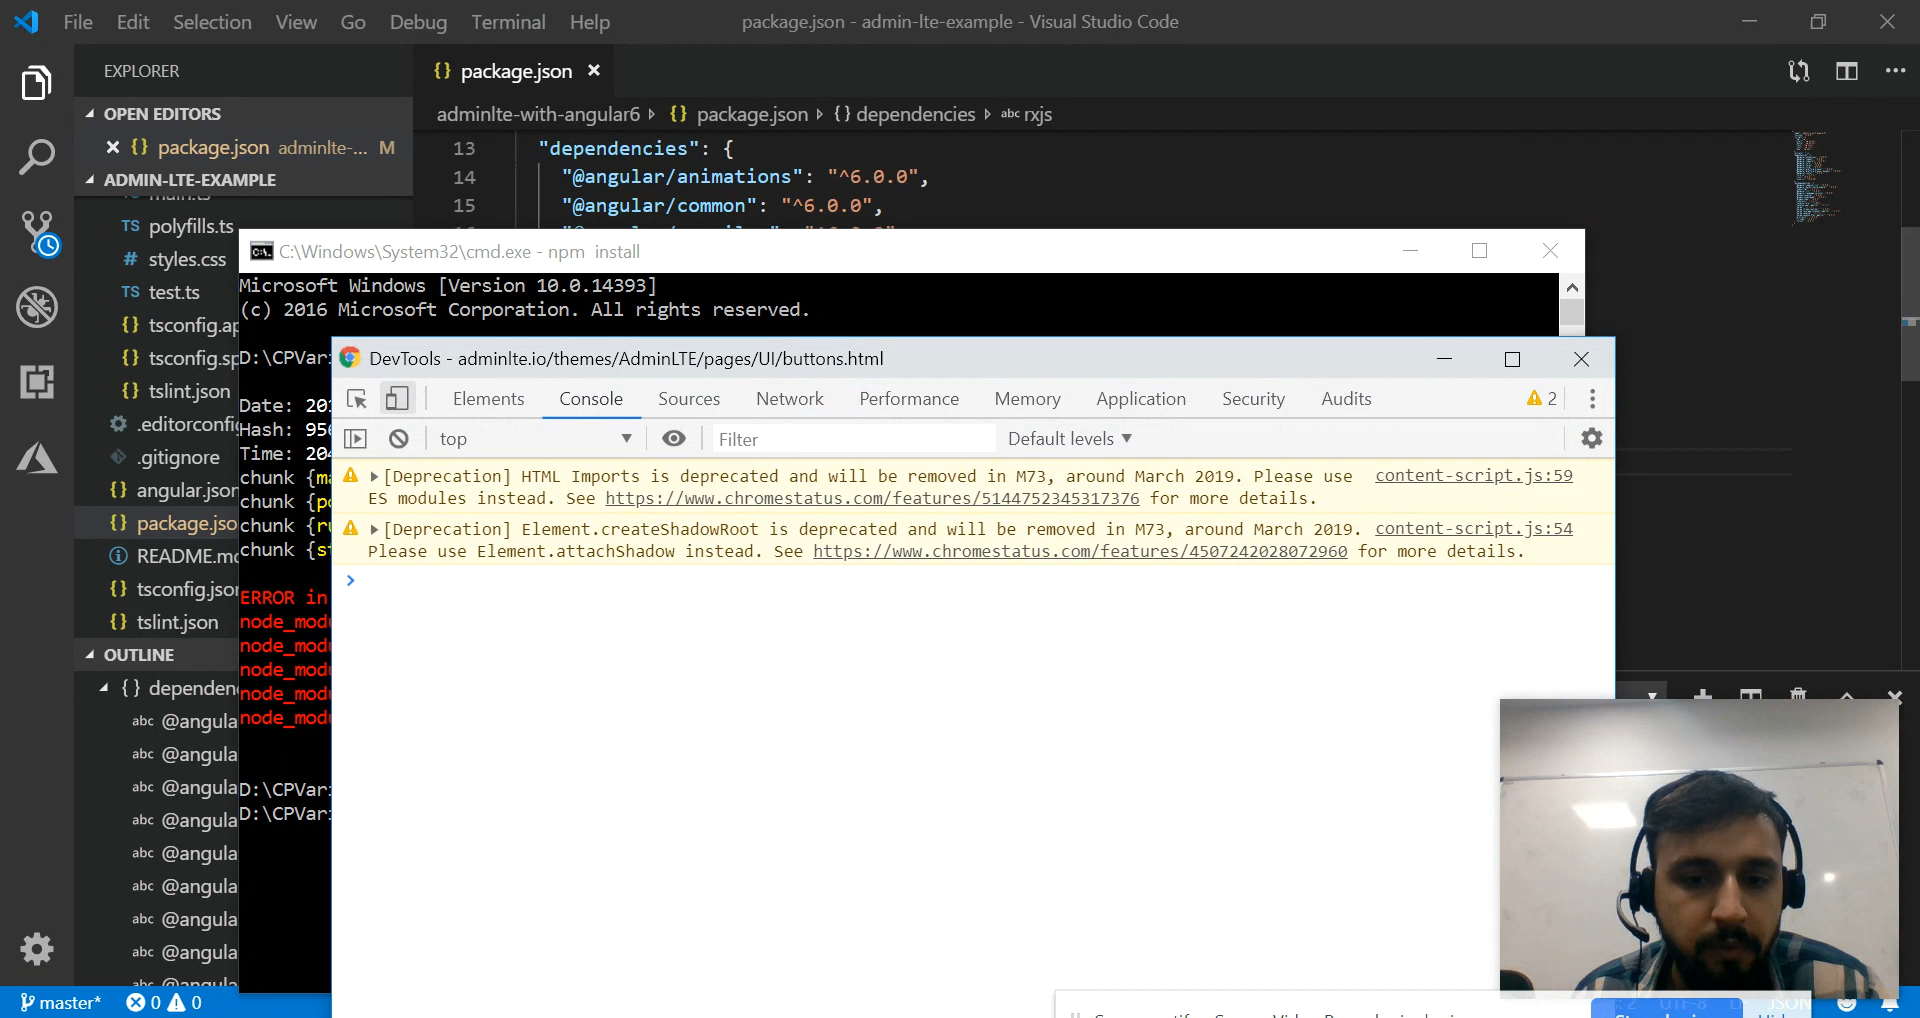 File Edit Selection View Go Debug Terminal Help
package.json - admin-lte-example - Visual Studio Code
EXPLORER
OPEN EDITORS
package.json adminlte-... M
ADMIN-LTE-EXAMPLE
main.ts
TS polyfills.ts
# styles.css
TS test.ts
{} tsconfig.ap
{} tsconfig.sp
{} tslint.json
.editorconfig
.gitignore
{} angular.json
{} package.jso
README.md
{} tsconfig.json
{} tslint.json
OUTLINE
{} dependen
abc @angula
abc @angula
abc @angula
abc @angula
abc @angula
abc @angula
abc @angula
abc @angula
master* 0 0
{} package.json
adminlte-with-angular6 {} package.json {} dependencies abc rxjs
13 "dependencies": {
14 "@angular/animations": "^6.0.0",
15 "@angular/common": "^6.0.0",
C:\Windows\System32\cmd.exe - npm install
Microsoft Windows [Version 10.0.14393]
(c) 2016 Microsoft Corporation. All rights reserved.
D:\CPVar
Date: 201
Hash: 956
Time: 204
chunk {ma
chunk {po
chunk {ru
chunk {st
ERROR in
node_modu
node_modu
node_modu
node_modu
node_modu
D:\CPVar
D:\CPVar
DevTools - adminlte.io/themes/AdminLTE/pages/UI/buttons.html
Elements Console Sources Network Performance Memory Application Security Audits 2
top Filter Default levels
[Deprecation] HTML Imports is deprecated and will be removed in M73, around March 2019. Please use content-script.js:59
ES modules instead. See https://www.chromestatus.com/features/5144752345317376 for more details.
[Deprecation] Element.createShadowRoot is deprecated and will be removed in M73, around March 2019. content-script.js:54
Please use Element.attachShadow instead. See https://www.chromestatus.com/features/4507242028072960 for more details.
>